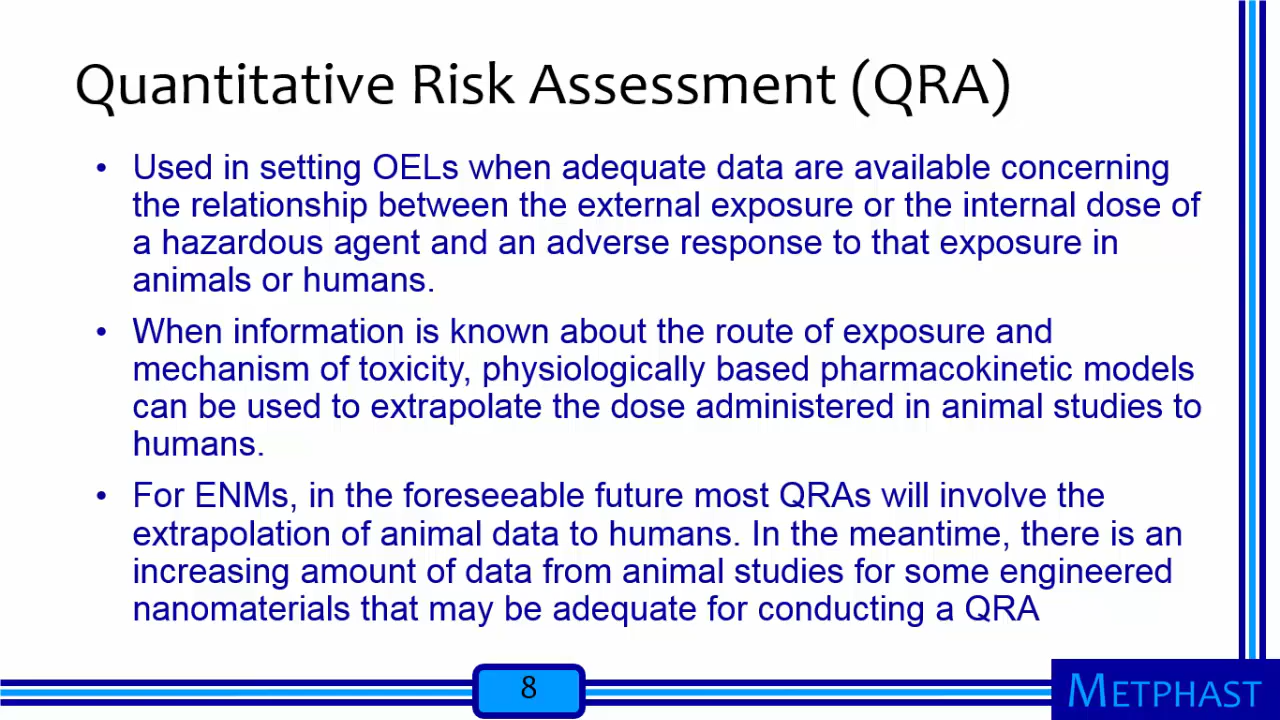 Quantitative Risk Assessment (QRA)
• Used in setting OELs when adequate data are available concerning
the relationship between the external exposure or the internal dose of
a hazardous agent and an adverse response to that exposure in
animals or humans.
• When information is known about the route of exposure and
mechanism of toxicity, physiologically based pharmacokinetic models
can be used to extrapolate the dose administered in animal studies to
humans.
• For ENMs, in the foreseeable future most QRAs will involve the
extrapolation of animal data to humans. In the meantime, there is an
increasing amount of data from animal studies for some engineered
nanomaterials that may be adequate for conducting a QRA
8
METPHAST